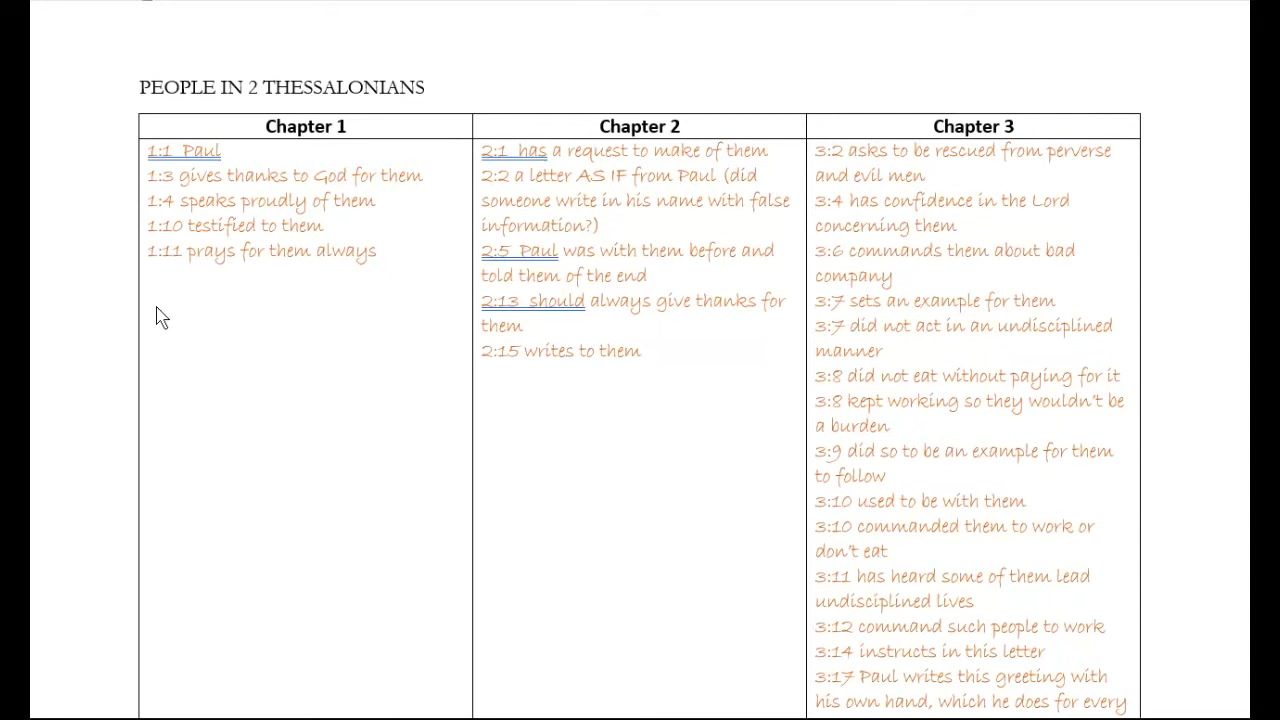 PEOPLE IN 2 THESSALONIANS
Chapter 1
1:1 Paul
1:3 gives thanks to God for them
1:4 speaks proudly of them
1:10 testified to them
1:11 prays for them always
Chapter 2
2:1 has a request to make of them
2:2 a letter AS IF from Paul (did
someone write in his name with false
information?)
2:5 Paul was with them before and
told them of the end
2:13 should always give thanks for
them
2:15 writes to them
Chapter 3
3:2 asks to be rescued from perverse
and evil men
3:4 has confidence in the Lord
concerning them
3:6 commands them about bad
company
3:7 sets an example for them
3:7 did not act in an undisciplined
manner
3:8 did not eat without paying for it
3:8 kept working so they wouldn't be
a burden
3:9 did so to be an example for them
to follow
3:10 used to be with them
3:10 commanded them to work or
don't eat
3:11 has heard some of them lead
undisciplined lives
3:12 command such people to work
3:14 instructs in this letter
3:17 Paul writes this greeting with
his own hand, which he does for every